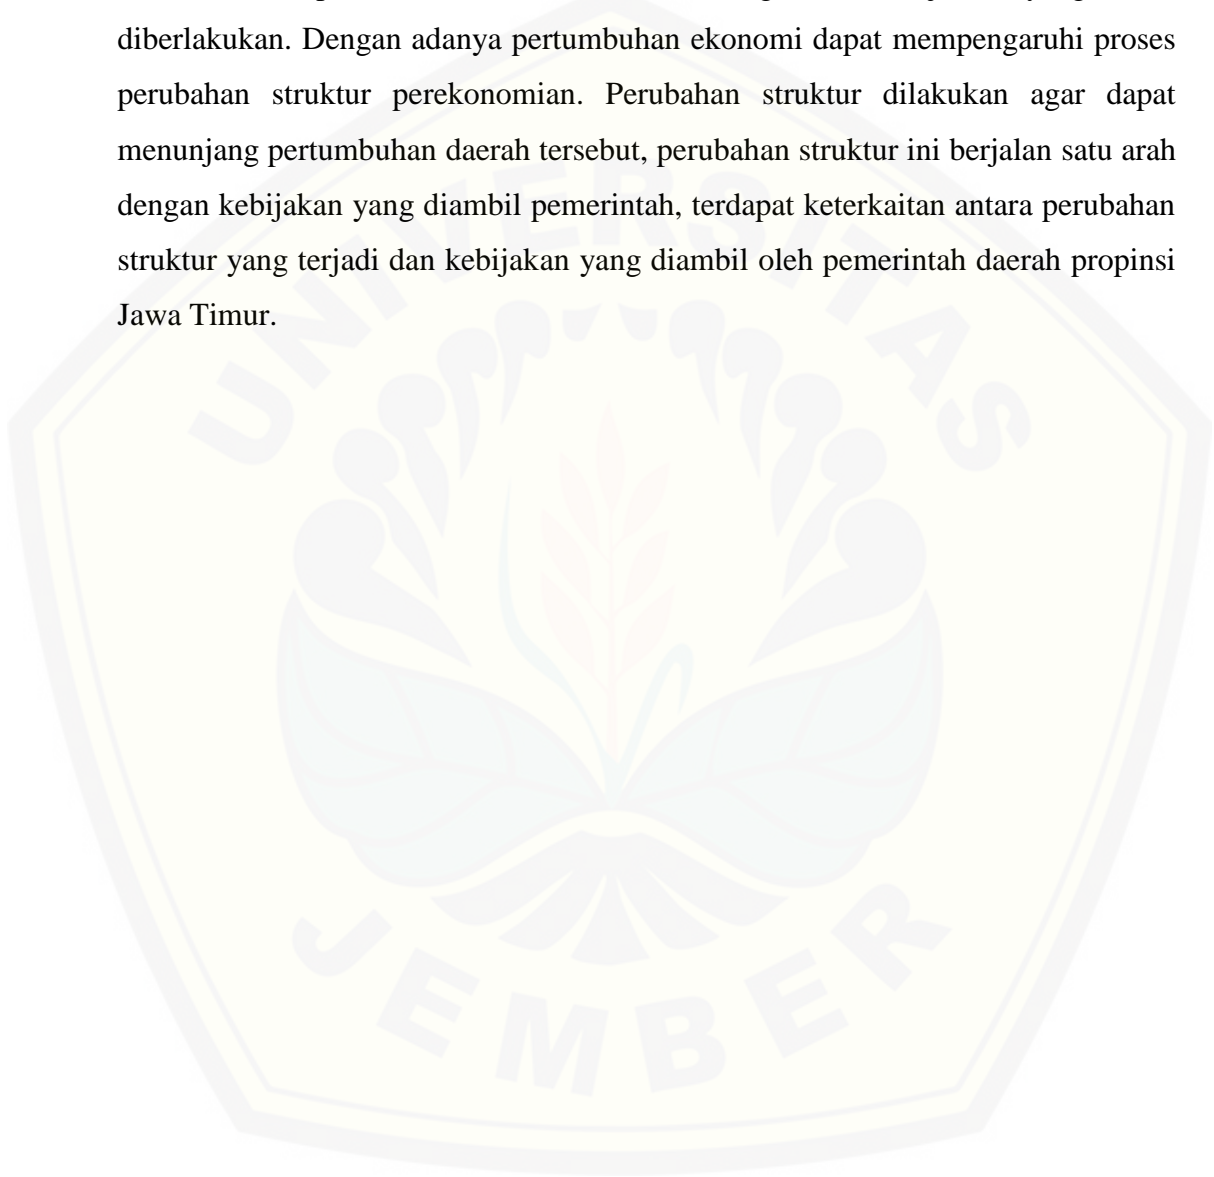 diberlakukan. Dengan adanya pertumbuhan ekonomi dapat mempengaruhi proses
perubahan struktur perekonomian. Perubahan struktur dilakukan agar dapat
menunjang pertumbuhan daerah tersebut, perubahan struktur ini berjalan satu arah
dengan kebijakan yang diambil pemerintah, terdapat keterkaitan antara perubahan
struktur yang terjadi dan kebijakan yang diambil oleh pemerintah daerah propinsi
Jawa Timur.
UNIVERSITAS
JEMBER